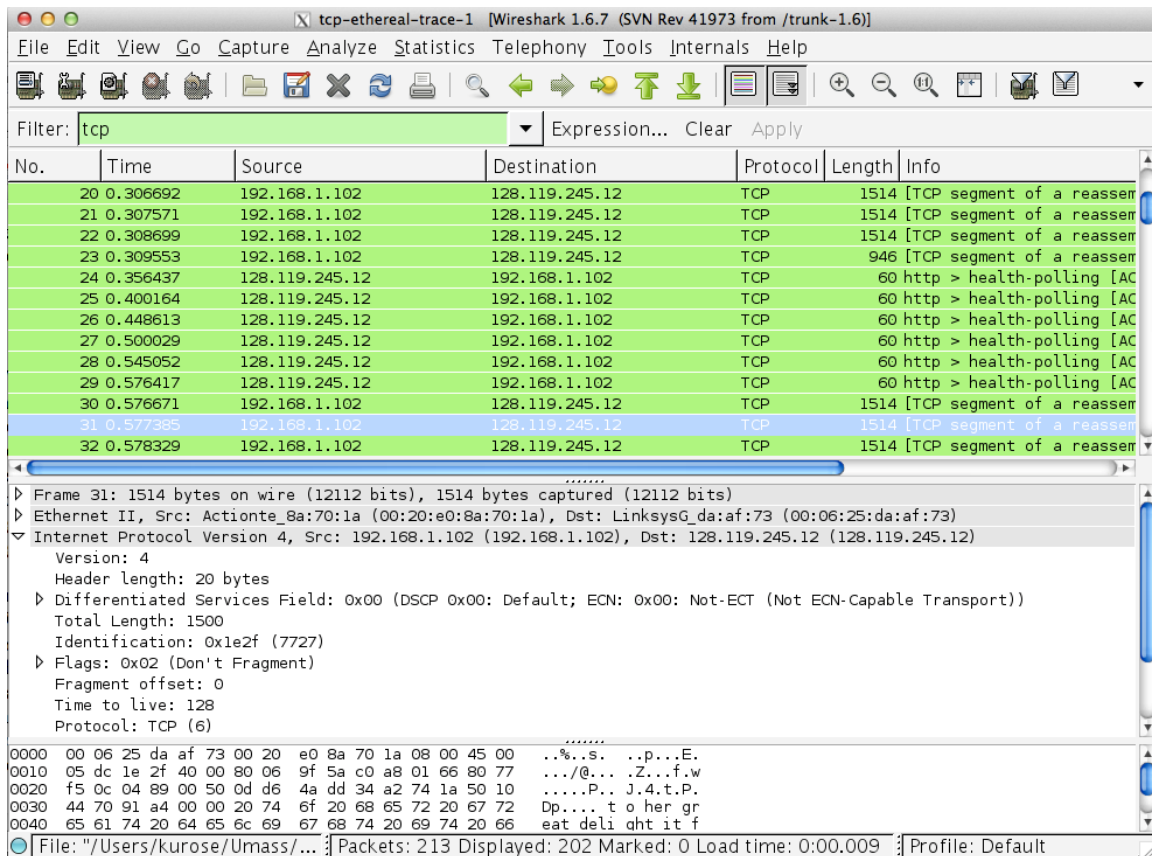 tcp-ethereal-trace-1 [Wireshark 1.6.7 (SVN Rev 41973 from /trunk-1.6)]
File Edit View Go Capture Analyze Statistics Telephony Tools Internals Help
Filter: tcp Expression... Clear Apply
No. Time Source Destination Protocol Length Info
20 0.306692 192.168.1.102 128.119.245.12 TCP 1514 [TCP segment of a reassem
21 0.307571 192.168.1.102 128.119.245.12 TCP 1514 [TCP segment of a reassem
22 0.308699 192.168.1.102 128.119.245.12 TCP 1514 [TCP segment of a reassem
23 0.309553 192.168.1.102 128.119.245.12 TCP 946 [TCP segment of a reassem
24 0.356437 128.119.245.12 192.168.1.102 TCP 60 http > health-polling [AC
25 0.400164 128.119.245.12 192.168.1.102 TCP 60 http > health-polling [AC
26 0.448613 128.119.245.12 192.168.1.102 TCP 60 http > health-polling [AC
27 0.500029 128.119.245.12 192.168.1.102 TCP 60 http > health-polling [AC
28 0.545052 128.119.245.12 192.168.1.102 TCP 60 http > health-polling [AC
29 0.576417 128.119.245.12 192.168.1.102 TCP 60 http > health-polling [AC
30 0.576671 192.168.1.102 128.119.245.12 TCP 1514 [TCP segment of a reassem
31 0.577385 192.168.1.102 128.119.245.12 TCP 1514 [TCP segment of a reassem
32 0.578329 192.168.1.102 128.119.245.12 TCP 1514 [TCP segment of a reassem
Frame 31: 1514 bytes on wire (12112 bits), 1514 bytes captured (12112 bits)
Ethernet II, Src: Actionte_8a:70:1a (00:20:e0:8a:70:1a), Dst: LinksysG_da:af:73 (00:06:25:da:af:73)
Internet Protocol Version 4, Src: 192.168.1.102 (192.168.1.102), Dst: 128.119.245.12 (128.119.245.12)
Version: 4
Header length: 20 bytes
Differentiated Services Field: 0x00 (DSCP 0x00: Default; ECN: 0x00: Not-ECT (Not ECN-Capable Transport))
Total Length: 1500
Identification: 0x1e2f (7727)
Flags: 0x02 (Don't Fragment)
Fragment offset: 0
Time to live: 128
Protocol: TCP (6)
0000 00 06 25 da af 73 00 20 e0 8a 70 1a 08 00 45 00 ..%..s. ..p...E.
0010 05 dc 1e 2f 40 00 80 06 9f 5a c0 a8 01 66 80 77 .../@... .Z...f.w
0020 f5 0c 04 89 00 50 0d d6 4a dd 34 a2 74 1a 50 10 .....P.. J.4.t.P.
0030 44 70 91 a4 00 00 20 74 6f 20 68 65 72 20 67 72 Dp.... t o her gr
0040 65 61 74 20 64 65 6c 69 67 68 74 20 69 74 20 66 eat deli ght it f
File: "/Users/kurose/Umass/... Packets: 213 Displayed: 202 Marked: 0 Load time: 0:00.009 Profile: Default